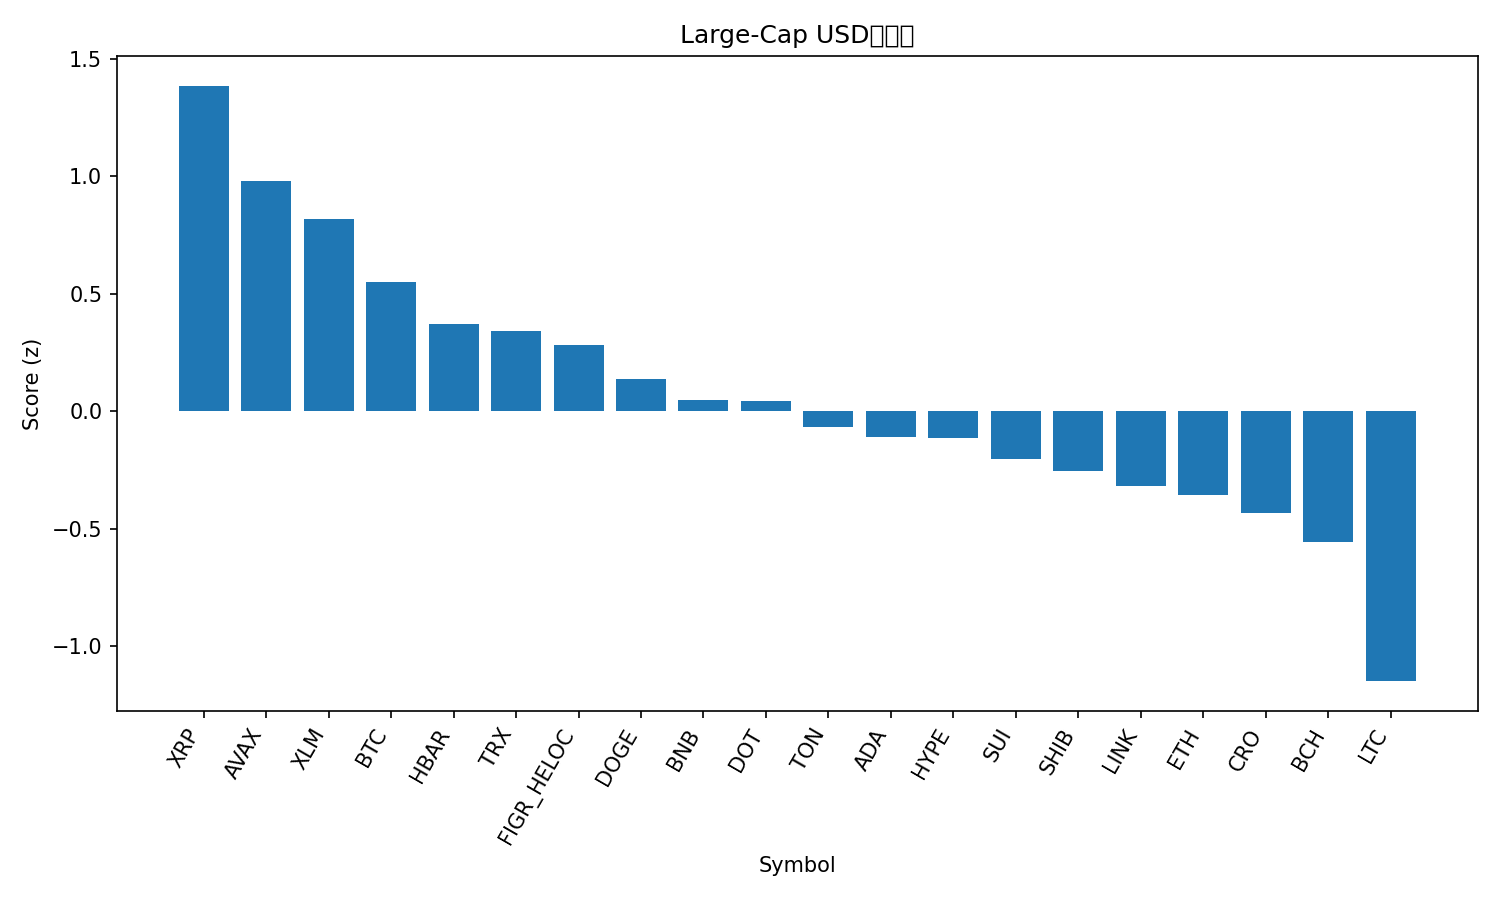 Large-Cap USD
Score (z)
1.5
1.0
0.5
0.0
−0.5
−1.0
XRP
AVAX
XLM
BTC
HBAR
TRX
FIGR_HELOC
DOGE
BNB
DOT
TON
ADA
HYPE
SUI
SHIB
LINK
ETH
CRO
BCH
LTC
Symbol